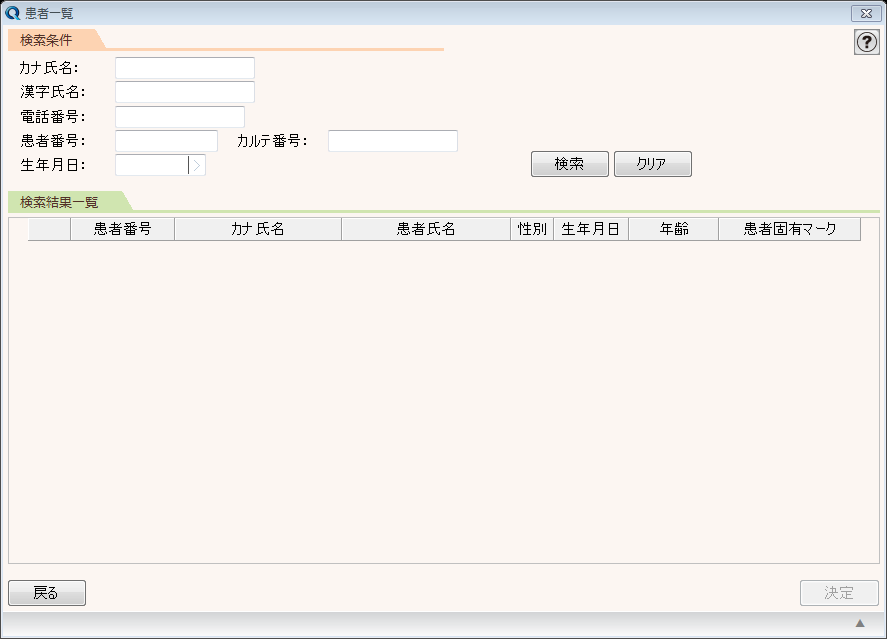 患者一覧
検索条件
?
カナ氏名:
漢字氏名:
電話番号:
患者番号: カルテ番号:
生年月日:
検索 クリア
検索結果一覧
患者番号 カナ氏名 患者氏名 性別 生年月日 年齢 患者固有マーク
戻る 決定